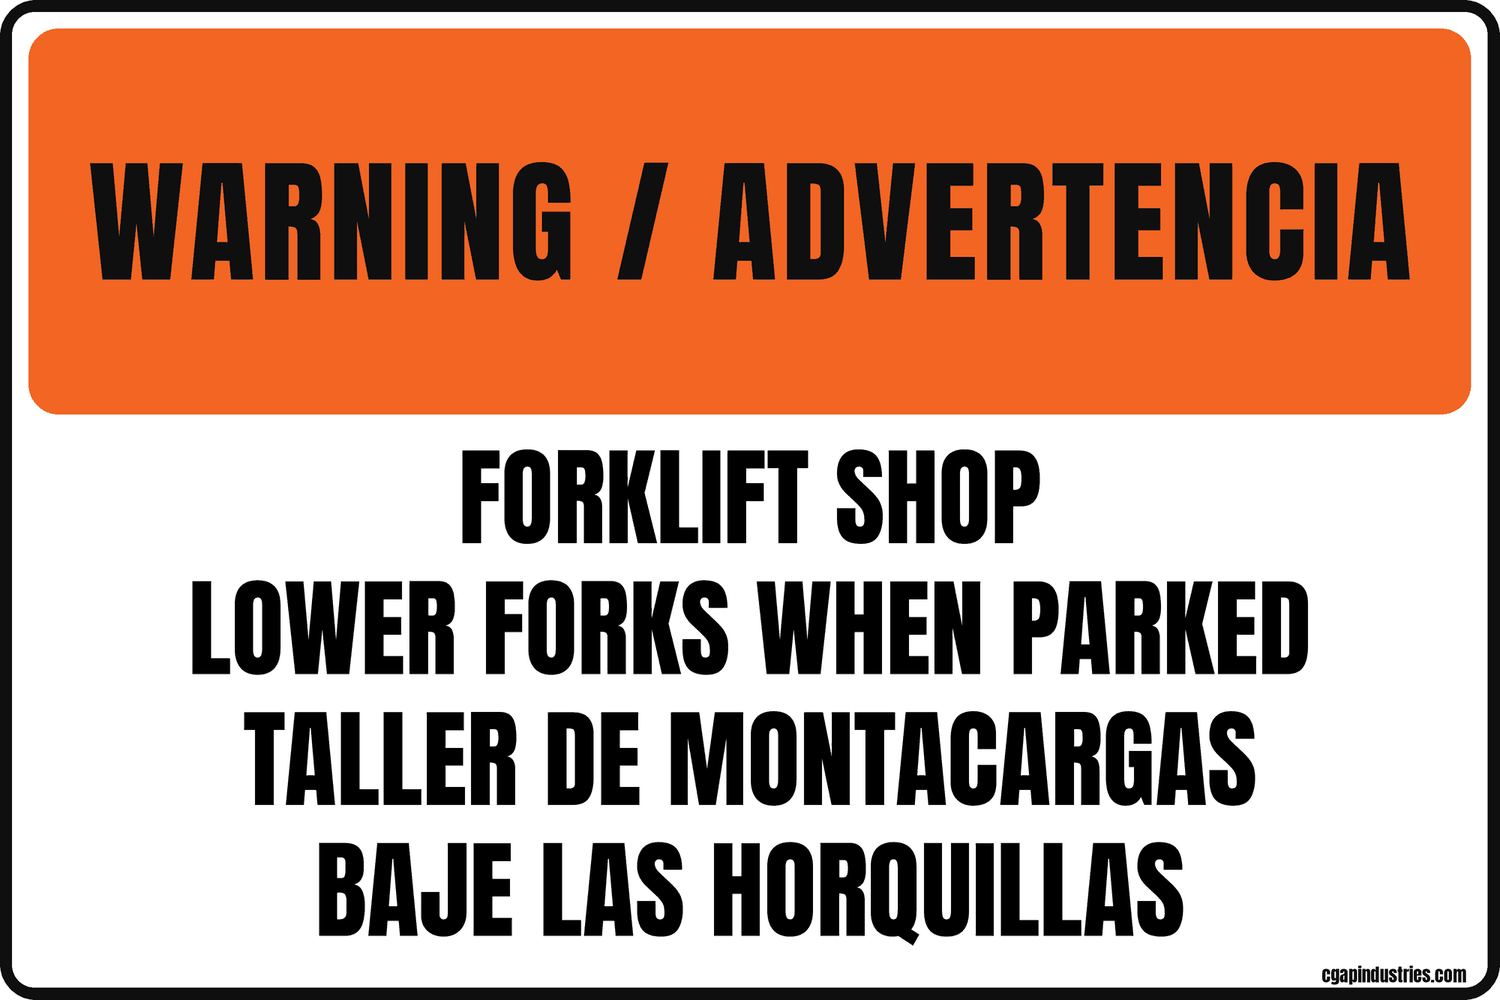 WARNING / ADVERTENCIA
FORKLIFT SHOP
LOWER FORKS WHEN PARKED
TALLER DE MONTACARGAS
BAJE LAS HORQUILLAS
cgapindustries.com